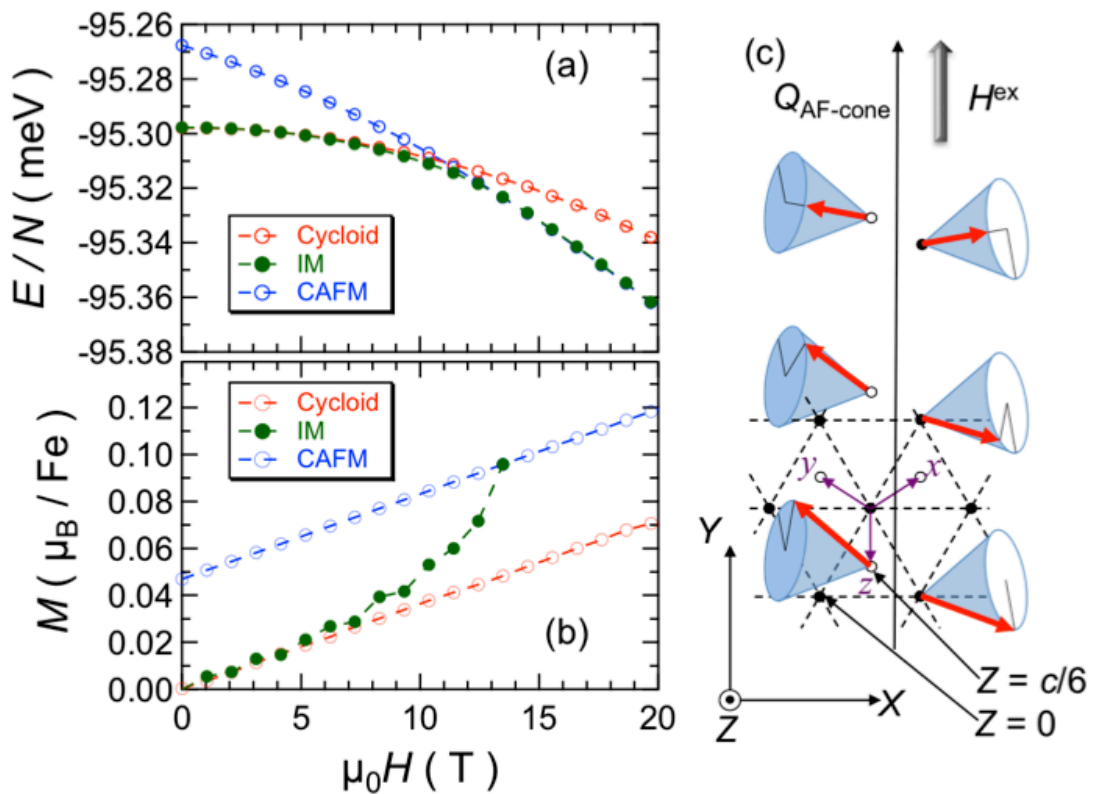 -95.26
-95.28
-95.30
-95.32
-95.34
-95.36
-95.38
E / N ( meV )
(a)
Cycloid
IM
CAFM
0.12
0.10
0.08
0.06
0.04
0.02
0.00
M ( μB / Fe )
Cycloid
IM
CAFM
(b)
0 5 10 15 20
μ0H ( T )
(c)
QAF-cone
Hex
y x
z
Y
X
Z
Z = c/6
Z = 0